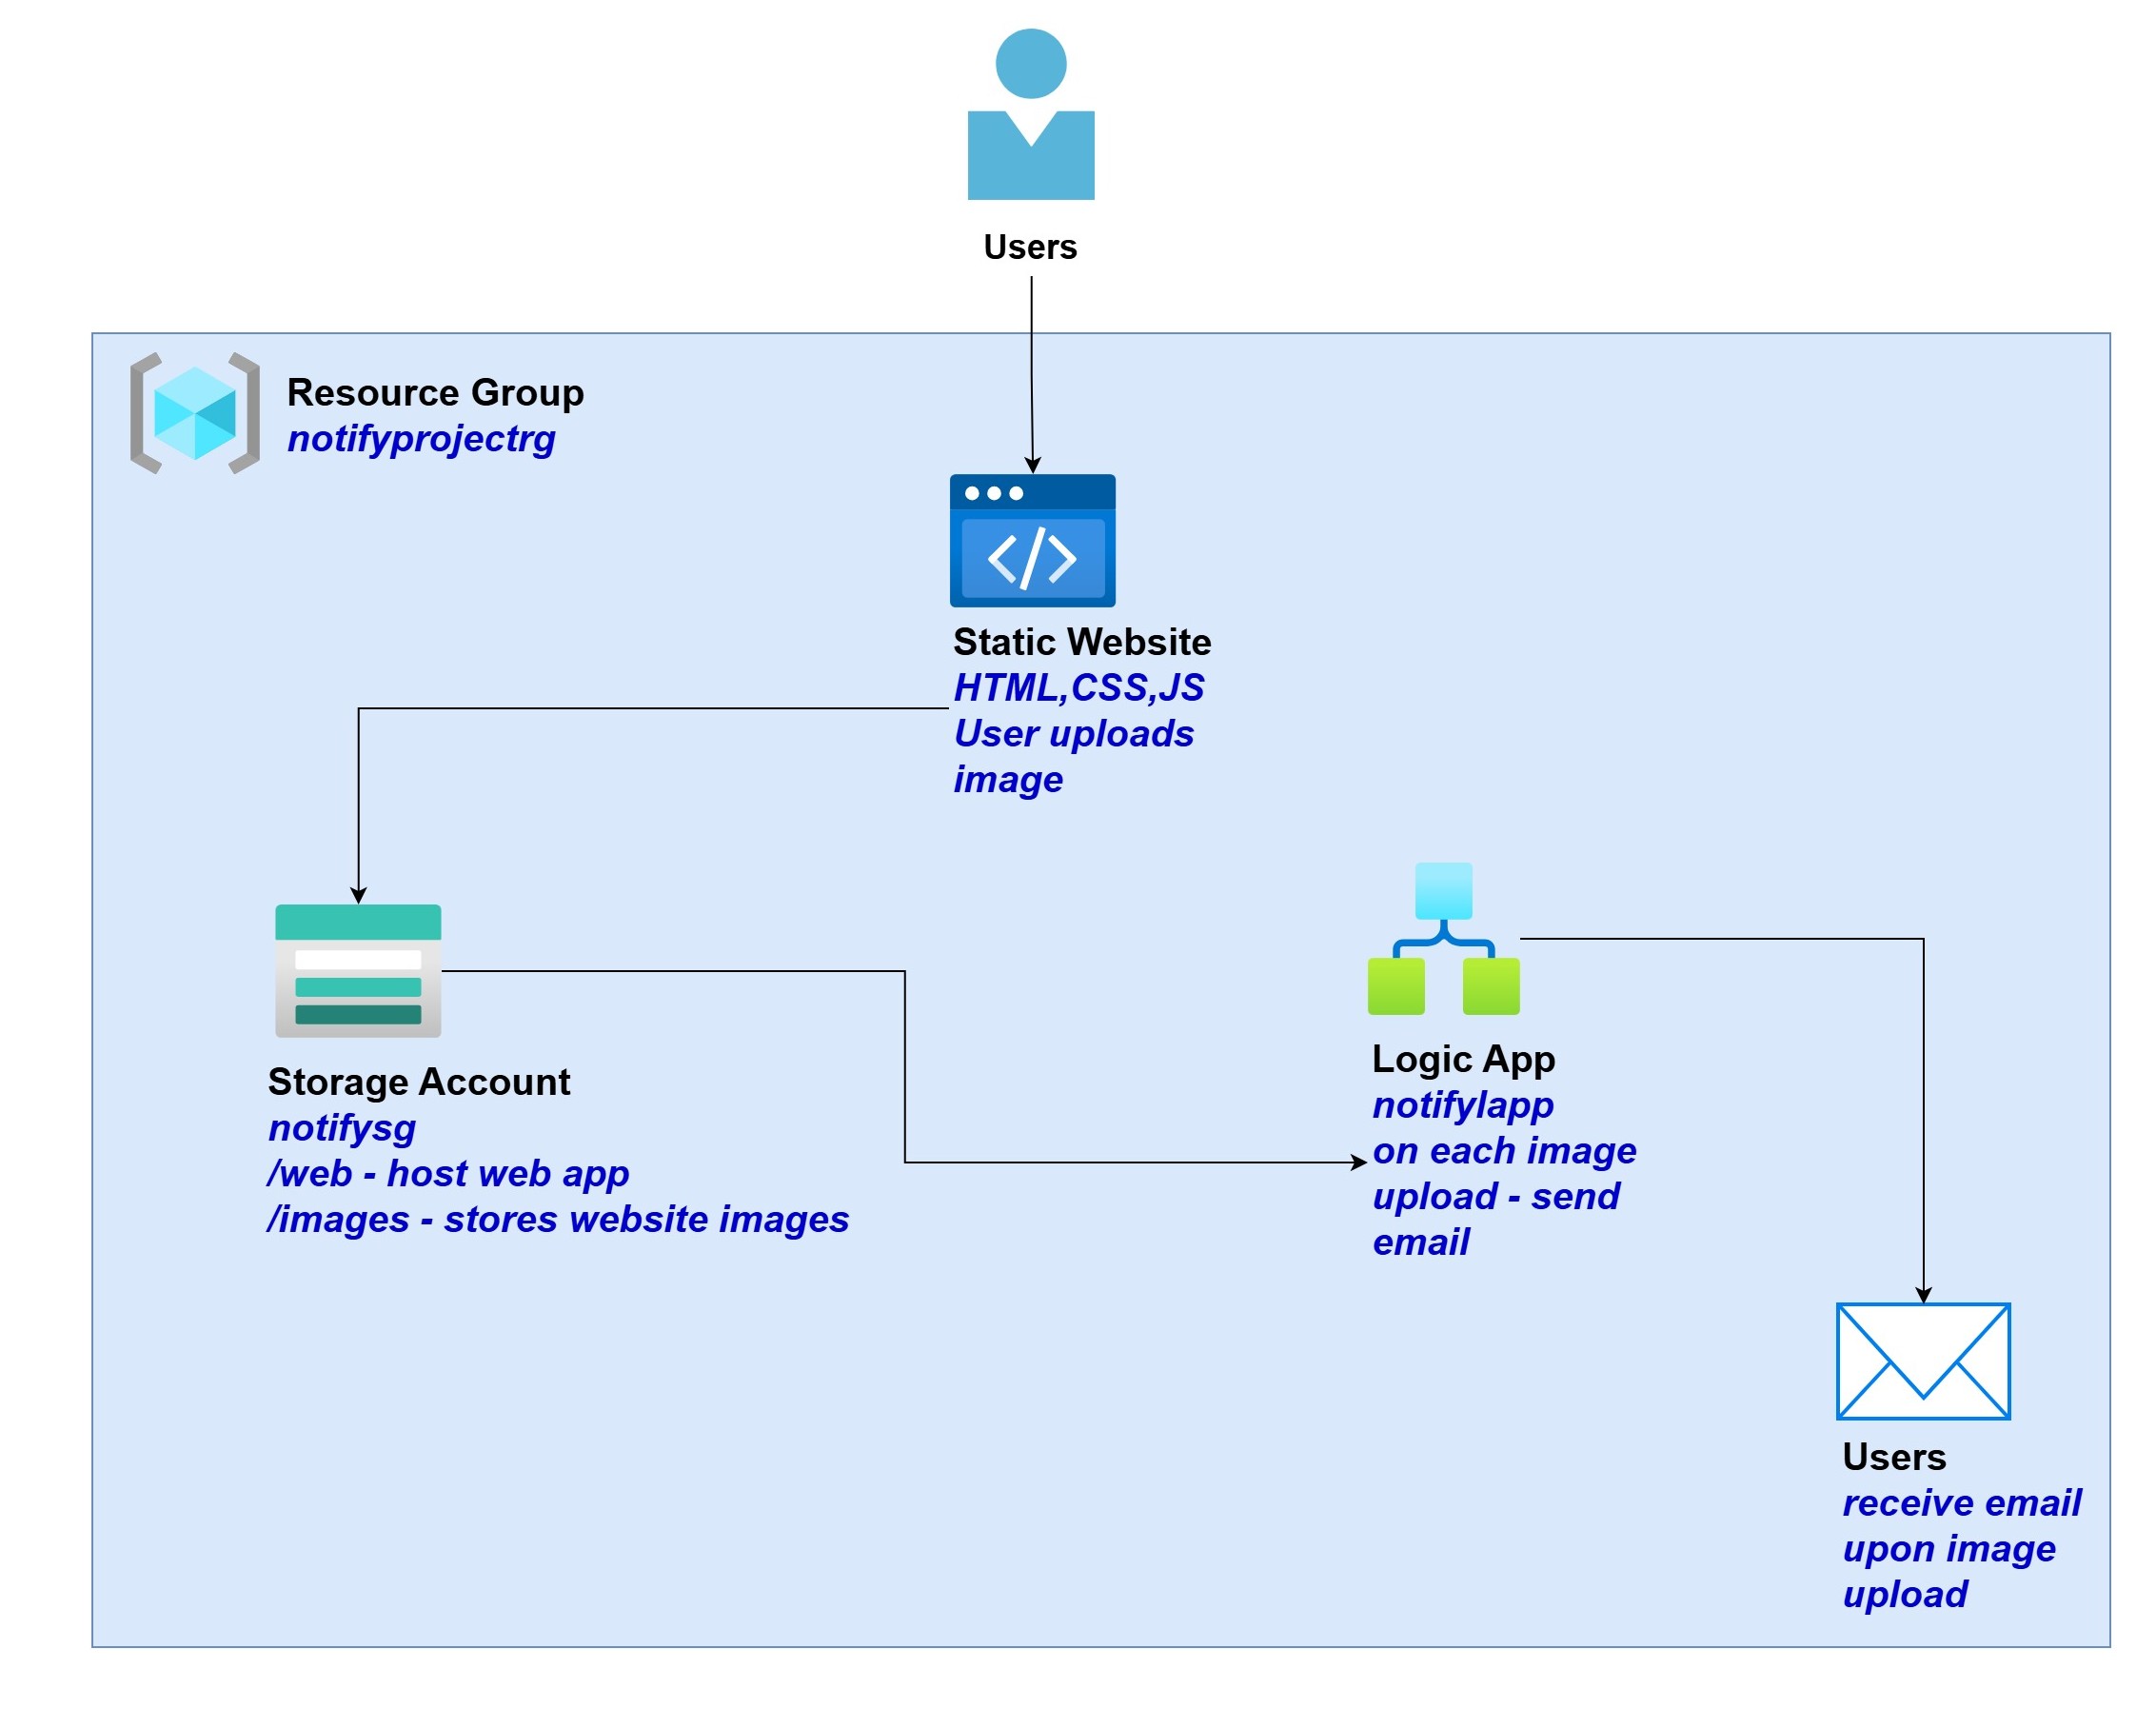 Users
Resource Group
notifyprojectrg
Static Website
HTML,CSS,JS
User uploads
image
Storage Account
notifysg
/web - host web app
/images - stores website images
Logic App
notifylapp
on each image
upload - send
email
Users
receive email
upon image
upload